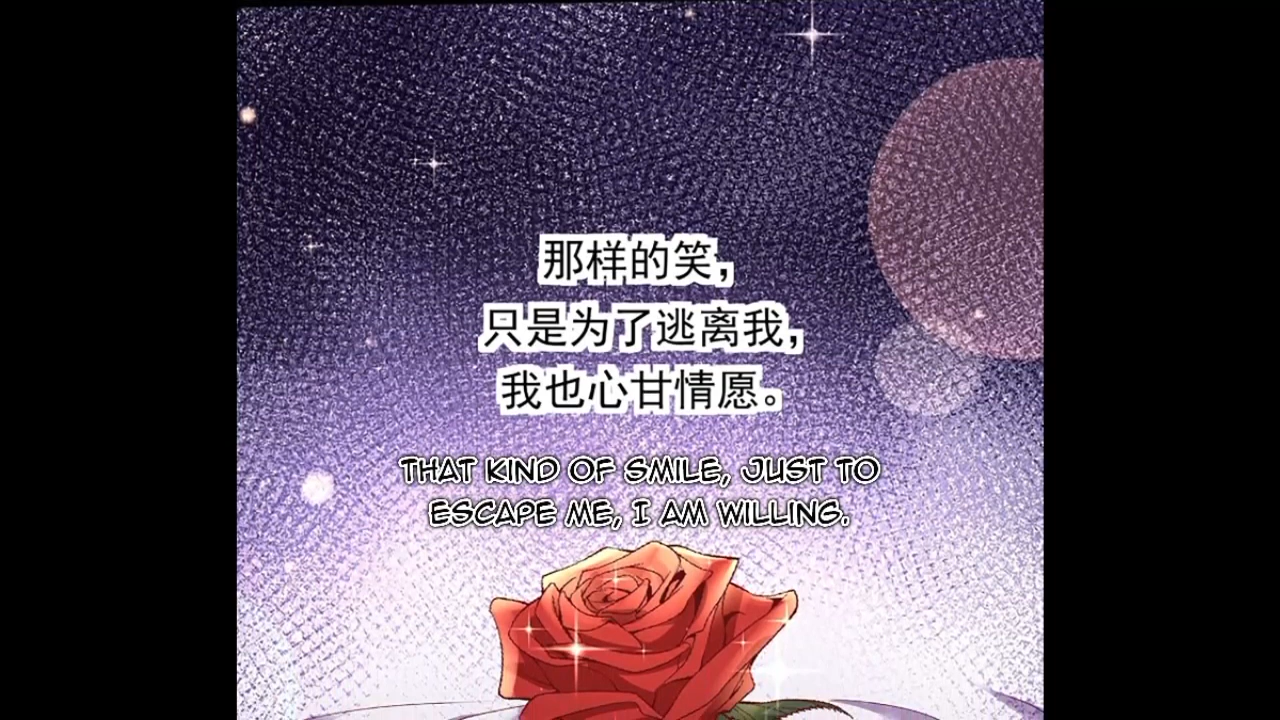 那样的笑，
只是为了逃离我，
我也心甘情愿。
THAT KIND OF SMILE, JUST TO
ESCAPE ME, I AM WILLING.